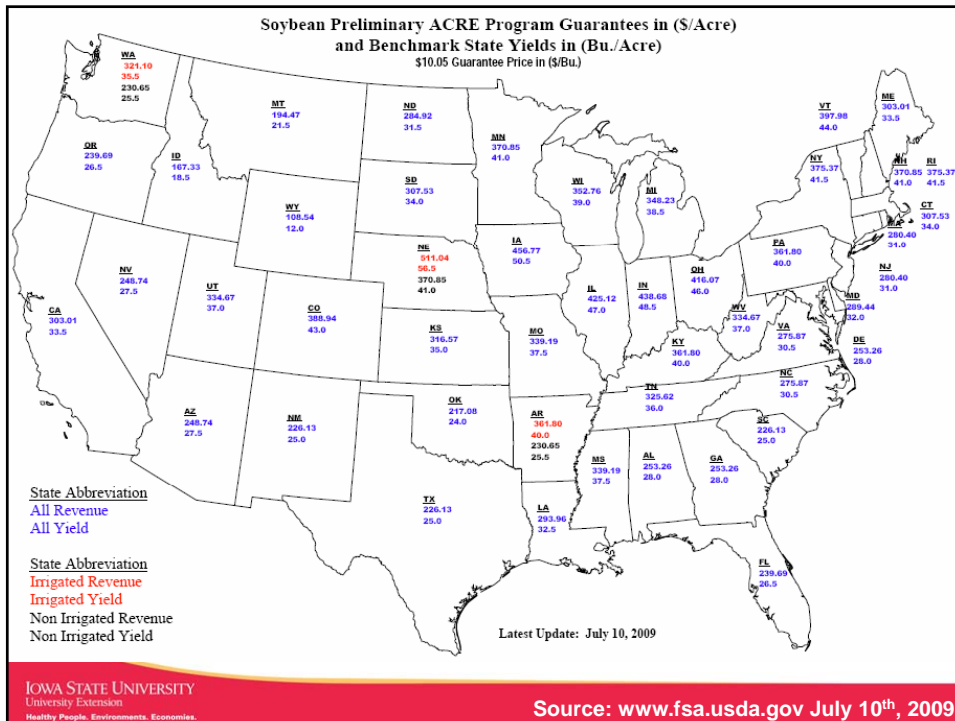 Soybean Preliminary ACRE Program Guarantees in ($/Acre)
and Benchmark State Yields in (Bu./Acre)
$10.05 Guarantee Price in ($/Bu.)
WA
321.10
35.5
230.65
25.5
MT
194.47
21.5
ND
284.92
31.5
MN
370.85
41.0
VT
397.98
44.0
ME
303.01
33.5
OR
239.69
26.5
ID
167.33
18.5
SD
307.53
34.0
WI
352.76
39.0
MI
348.23
38.5
NY
375.37
41.5
NH
370.85
41.0
RI
375.37
41.5
WY
108.54
12.0
CT
307.53
34.0
MA
280.40
31.0
NE
511.04
56.5
370.85
41.0
IA
456.77
50.5
PA
361.80
40.0
NJ
280.40
31.0
NV
248.74
27.5
UT
334.67
37.0
CO
388.94
43.0
IL
425.12
47.0
IN
438.68
48.5
OH
416.07
46.0
WV
334.67
37.0
MD
289.44
32.0
CA
303.01
33.5
KS
316.57
35.0
MO
339.19
37.5
KY
361.80
40.0
VA
275.87
30.5
DE
253.26
28.0
AZ
248.74
27.5
NM
226.13
25.0
OK
217.08
24.0
AR
361.80
40.0
230.65
25.5
TN
325.62
36.0
NC
275.87
30.5
SC
226.13
25.0
MS
339.19
37.5
AL
253.26
28.0
GA
253.26
28.0
TX
226.13
25.0
LA
293.96
32.5
FL
239.69
26.5
State Abbreviation
All Revenue
All Yield
State Abbreviation
Irrigated Revenue
Irrigated Yield
Non Irrigated Revenue
Non Irrigated Yield
Latest Update: July 10, 2009
IOWA STATE UNIVERSITY
University Extension
Healthy People. Environments. Economies.
Source: www.fsa.usda.gov July 10th, 2009